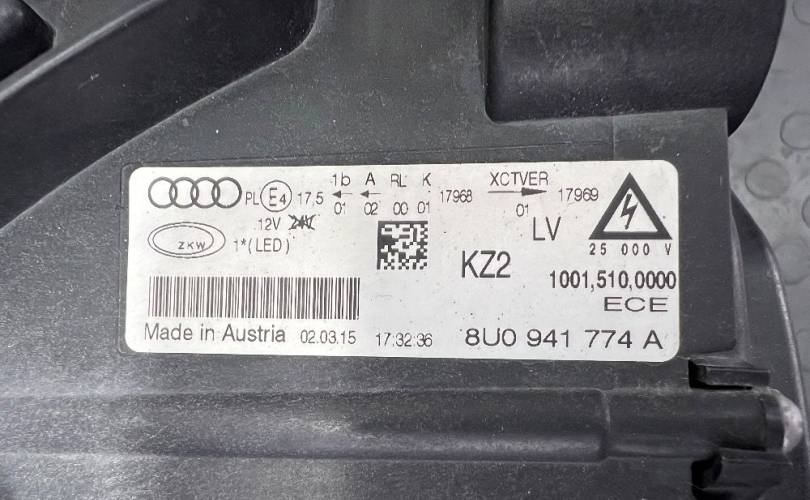 1b A RL K XCTVER
PL E4 17,5 17968 17969
01 02 00 01 01
12V 24V LV
ZKW 1*(LED) 25 000 V
KZ2 1001,510,0000
ECE
Made in Austria 02.03.15 17:32:36 8U0 941 774 A